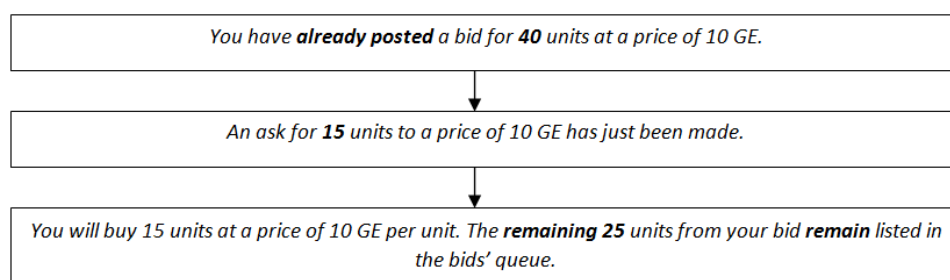 You have already posted a bid for 40 units at a price of 10 GE.
An ask for 15 units to a price of 10 GE has just been made.
You will buy 15 units at a price of 10 GE per unit. The remaining 25 units from your bid remain listed in
the bids’ queue.